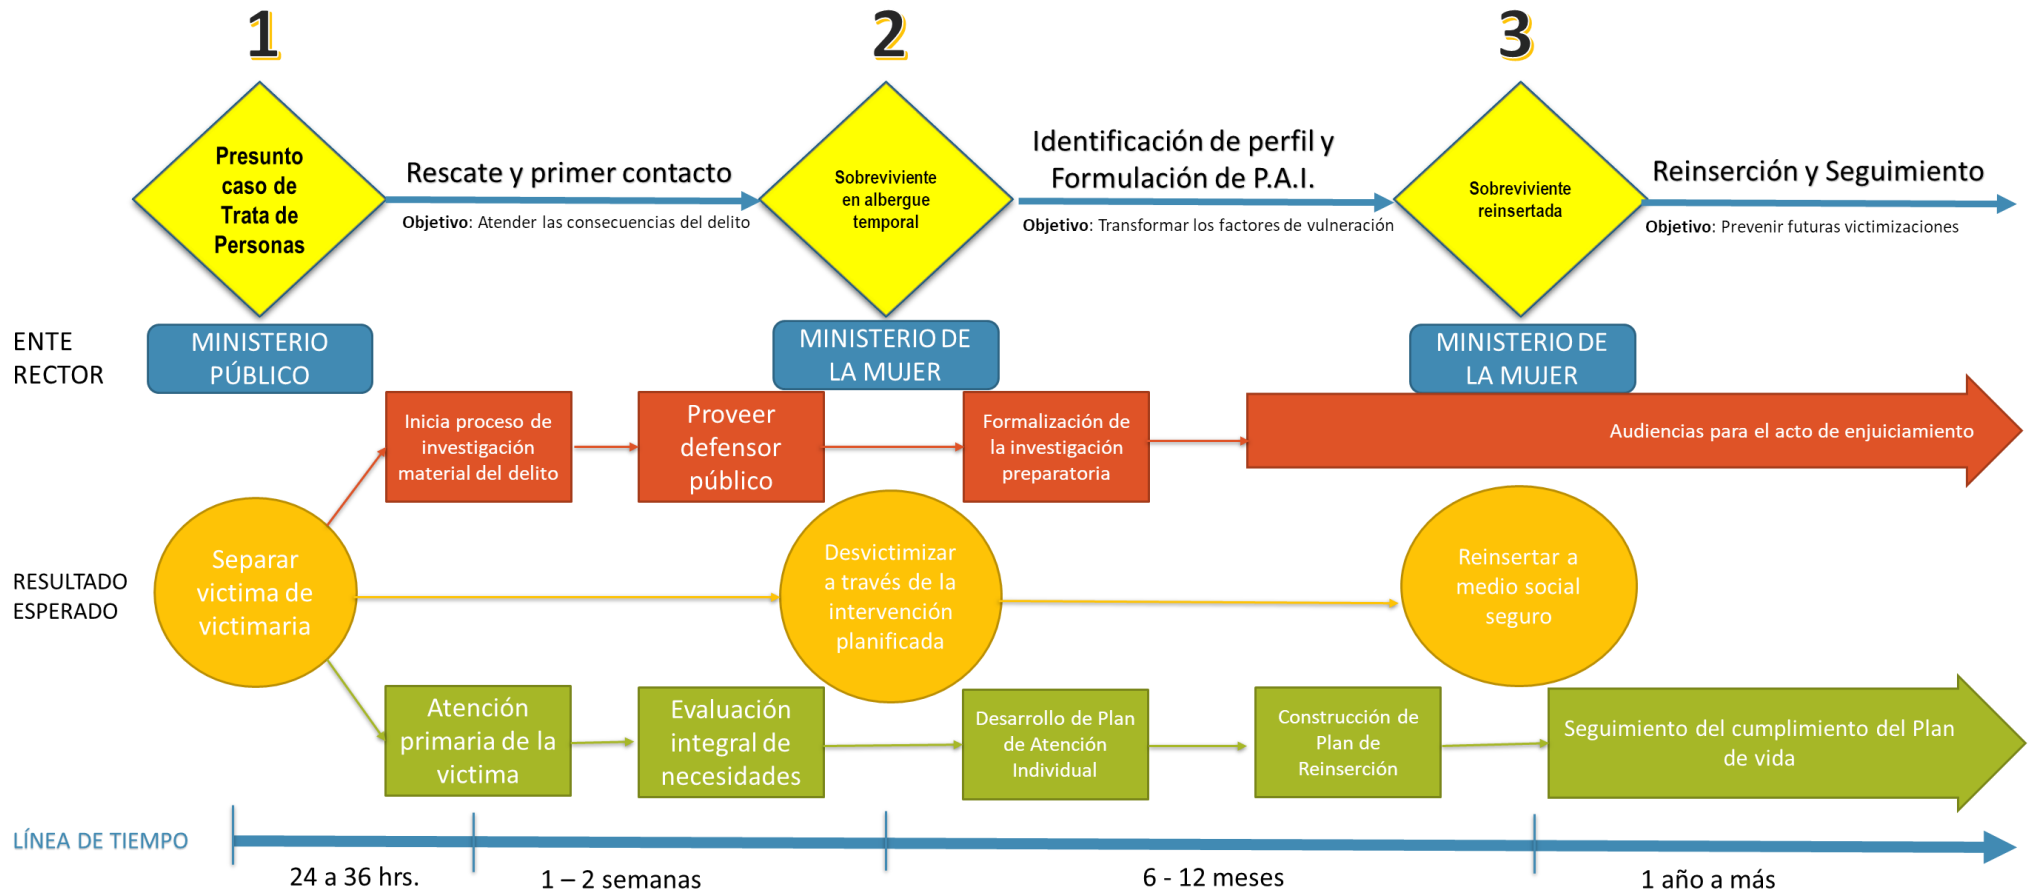 1
2
3
Presunto
caso de
Trata de
Personas
Rescate y primer contacto
Objetivo: Atender las consecuencias del delito
Sobreviviente
en albergue
temporal
Identificación de perfil y
Formulación de P.A.I.
Objetivo: Transformar los factores de vulneración
Sobreviviente
reinsertada
Reinserción y Seguimiento
Objetivo: Prevenir futuras victimizaciones
ENTE
RECTOR
MINISTERIO
PÚBLICO
MINISTERIO DE
LA MUJER
MINISTERIO DE
LA MUJER
Inicia proceso de
investigación
material del delito
Proveer
defensor
público
Formalización de
la investigación
preparatoria
Audiencias para el acto de enjuiciamiento
RESULTADO
ESPERADO
Separar
victima de
victimaria
Desvictimizar
a través de la
intervención
planificada
Reinsertar a
medio social
seguro
Atención
primaria de la
victima
Evaluación
integral de
necesidades
Desarrollo de Plan
de Atención
Individual
Construcción de
Plan de
Reinserción
Seguimiento del cumplimiento del Plan
de vida
LÍNEA DE TIEMPO
24 a 36 hrs.
1 – 2 semanas
6 - 12 meses
1 año a más